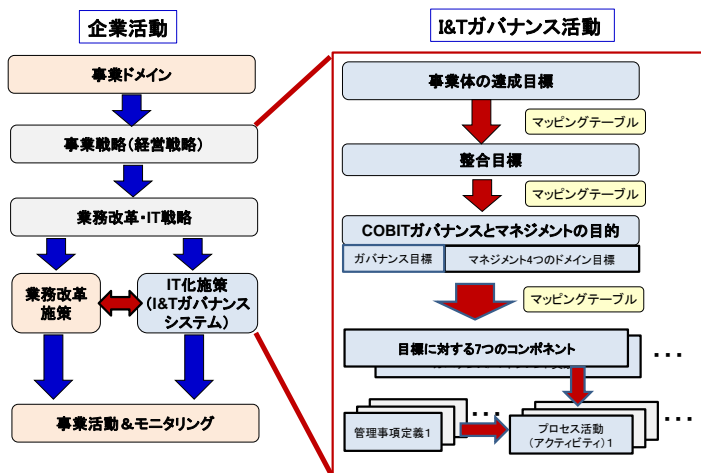 企業活動
事業ドメイン
事業戦略（経営戦略）
業務改革・IT戦略
業務改革
施策
IT化施策
（I&Tガバナンス
システム）
事業活動＆モニタリング
I&Tガバナンス活動
事業体の達成目標
マッピングテーブル
整合目標
マッピングテーブル
COBITガバナンスとマネジメントの目的
ガバナンス目標
マネジメント4つのドメイン目標
マッピングテーブル
目標に対する7つのコンポネント
・・・
管理事項定義1
・・・
プロセス活動
（アクティビティ）1
・・・